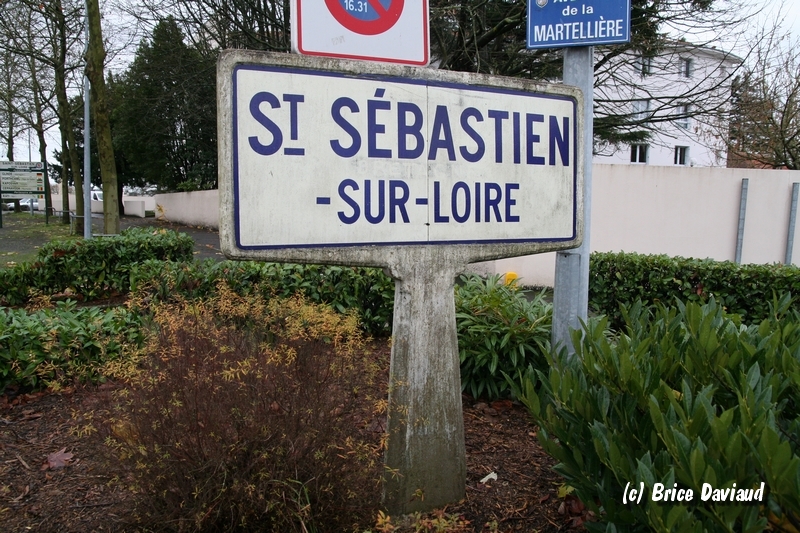 16.31
de la
MARTELLIÈRE
ST SÉBASTIEN
-SUR-LOIRE
(c) Brice Daviaud